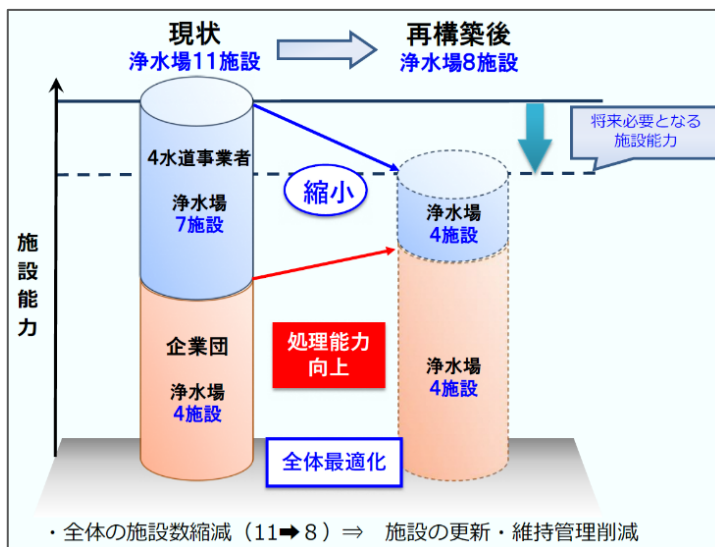 現状
浄水場11施設
再構築後
浄水場8施設
将来必要となる
施設能力
施設能力
4水道事業者
浄水場
7施設
縮小
浄水場
4施設
企業団
浄水場
4施設
処理能力
向上
浄水場
4施設
全体最適化
・全体の施設数縮減（11➡8）⇒　施設の更新・維持管理削減